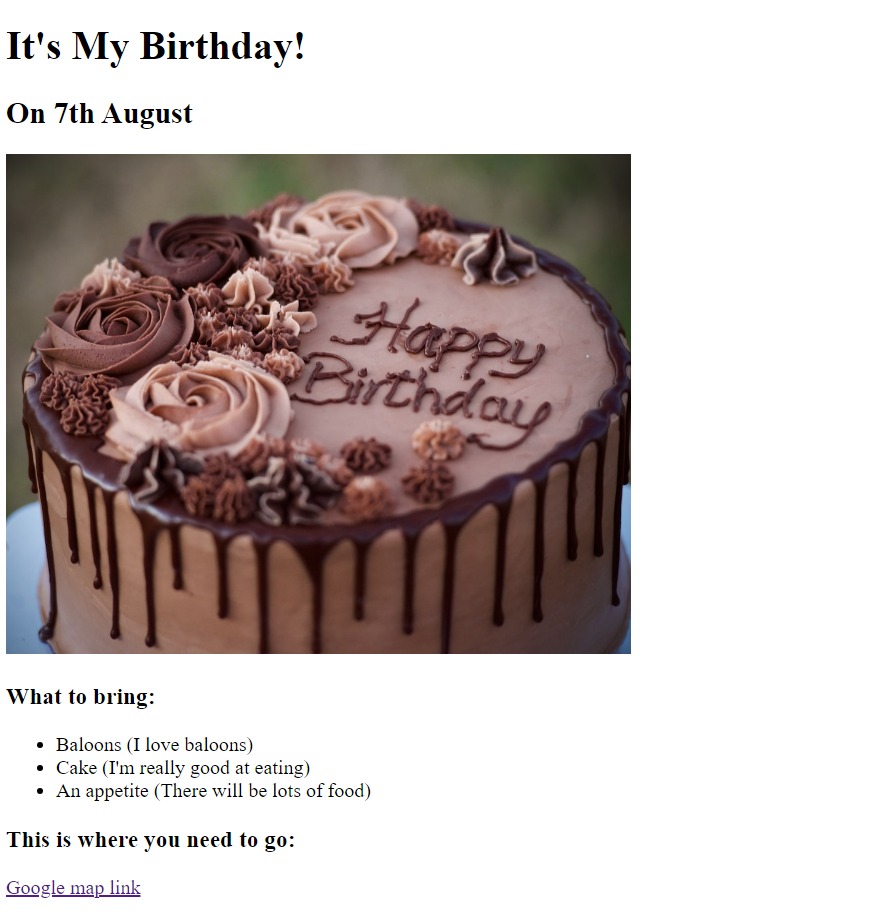 It's My Birthday!
On 7th August
Happy
Birthday
What to bring:
Baloons (I love baloons)
Cake (I'm really good at eating)
An appetite (There will be lots of food)
This is where you need to go:
Google map link